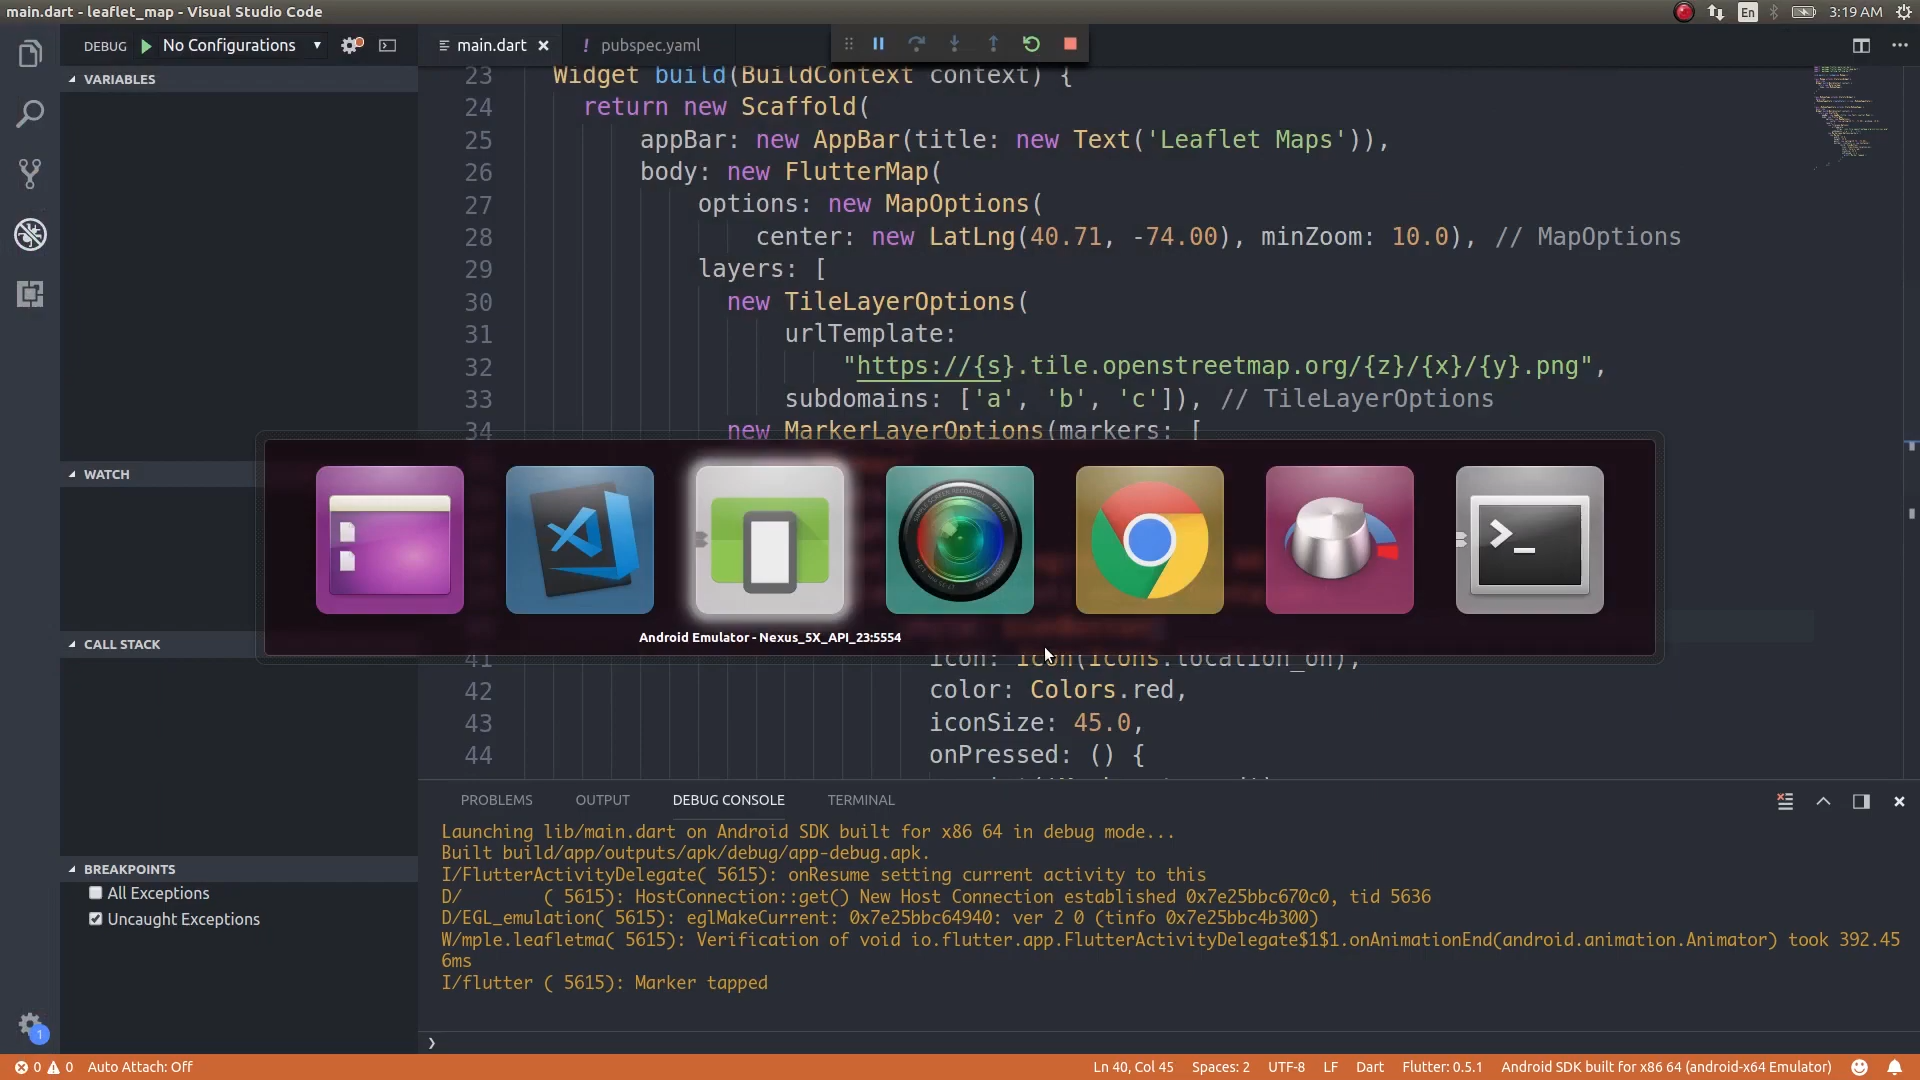 main.dart - leaflet_map - Visual Studio Code
En
3:19 AM
DEBUG
No Configurations
main.dart
! pubspec.yaml
VARIABLES
WATCH
CALL STACK
BREAKPOINTS
All Exceptions
Uncaught Exceptions
23 Widget build(BuildContext context) {
24 return new Scaffold(
25 appBar: new AppBar(title: new Text('Leaflet Maps')),
26 body: new FlutterMap(
27 options: new MapOptions(
28 center: new LatLng(40.71, -74.00), minZoom: 10.0), // MapOptions
29 layers: [
30 new TileLayerOptions(
31 urlTemplate:
32 "https://{s}.tile.openstreetmap.org/{z}/{x}/{y}.png",
33 subdomains: ['a', 'b', 'c']), // TileLayerOptions
34 new MarkerLayerOptions(markers: [
Android Emulator - Nexus_5X_API_23:5554
41 icon: Icon(Icons.location_on),
42 color: Colors.red,
43 iconSize: 45.0,
44 onPressed: () {
PROBLEMS OUTPUT DEBUG CONSOLE TERMINAL
Launching lib/main.dart on Android SDK built for x86 64 in debug mode...
Built build/app/outputs/apk/debug/app-debug.apk.
I/FlutterActivityDelegate( 5615): onResume setting current activity to this
D/ ( 5615): HostConnection::get() New Host Connection established 0x7e25bbc670c0, tid 5636
D/EGL_emulation( 5615): eglMakeCurrent: 0x7e25bbc64940: ver 2 0 (tinfo 0x7e25bbc4b300)
W/mple.leafletma( 5615): Verification of void io.flutter.app.FlutterActivityDelegate$1$1.onAnimationEnd(android.animation.Animator) took 392.45
6ms
I/flutter ( 5615): Marker tapped
❯
1
0 0 Auto Attach: Off
Ln 40, Col 45 Spaces: 2 UTF-8 LF Dart Flutter: 0.5.1 Android SDK built for x86 64 (android-x64 Emulator)